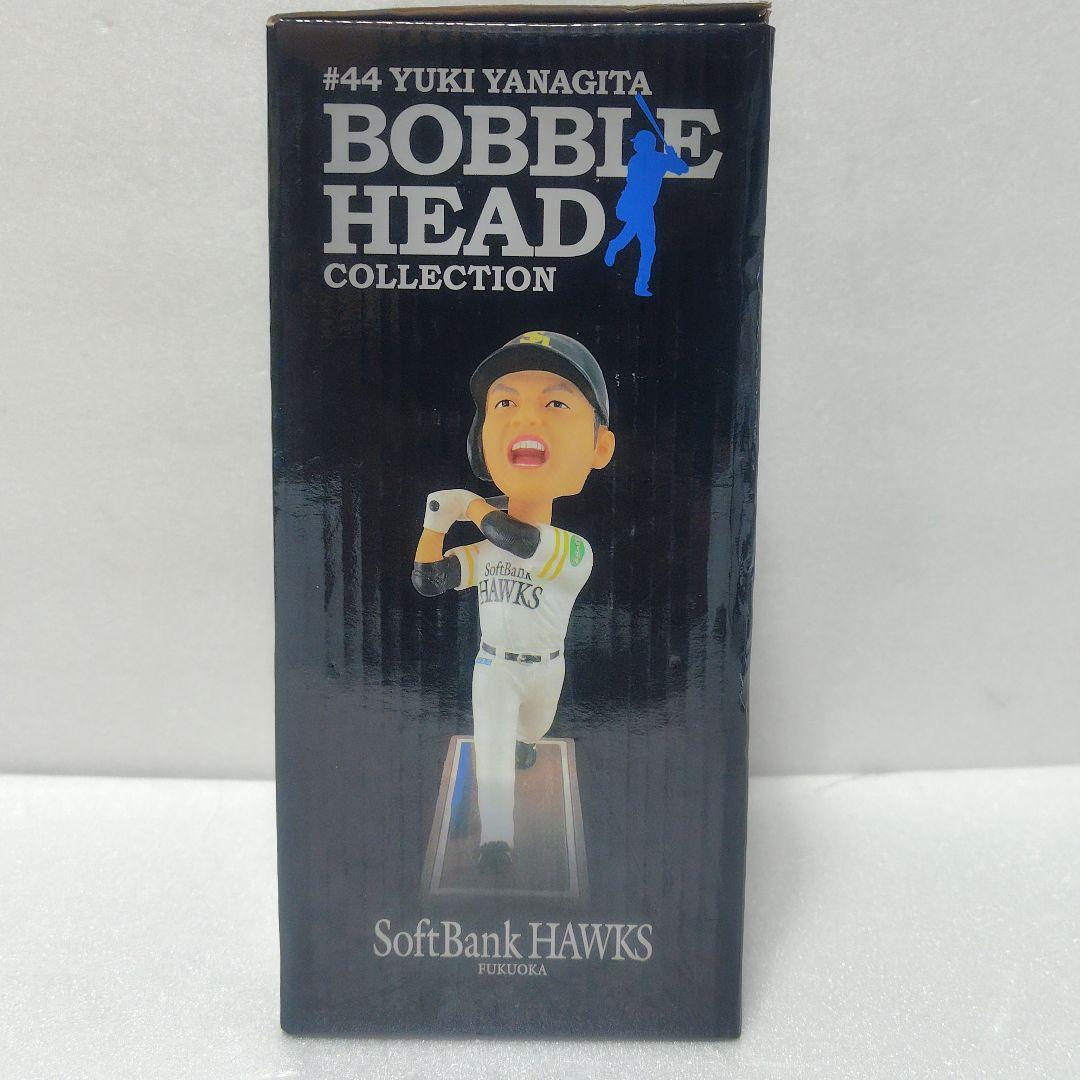 #44 YUKI YANAGITA
BOBBLE
HEAD
COLLECTION
SoftBank
HAWKS
SoftBank HAWKS
FUKUOKA